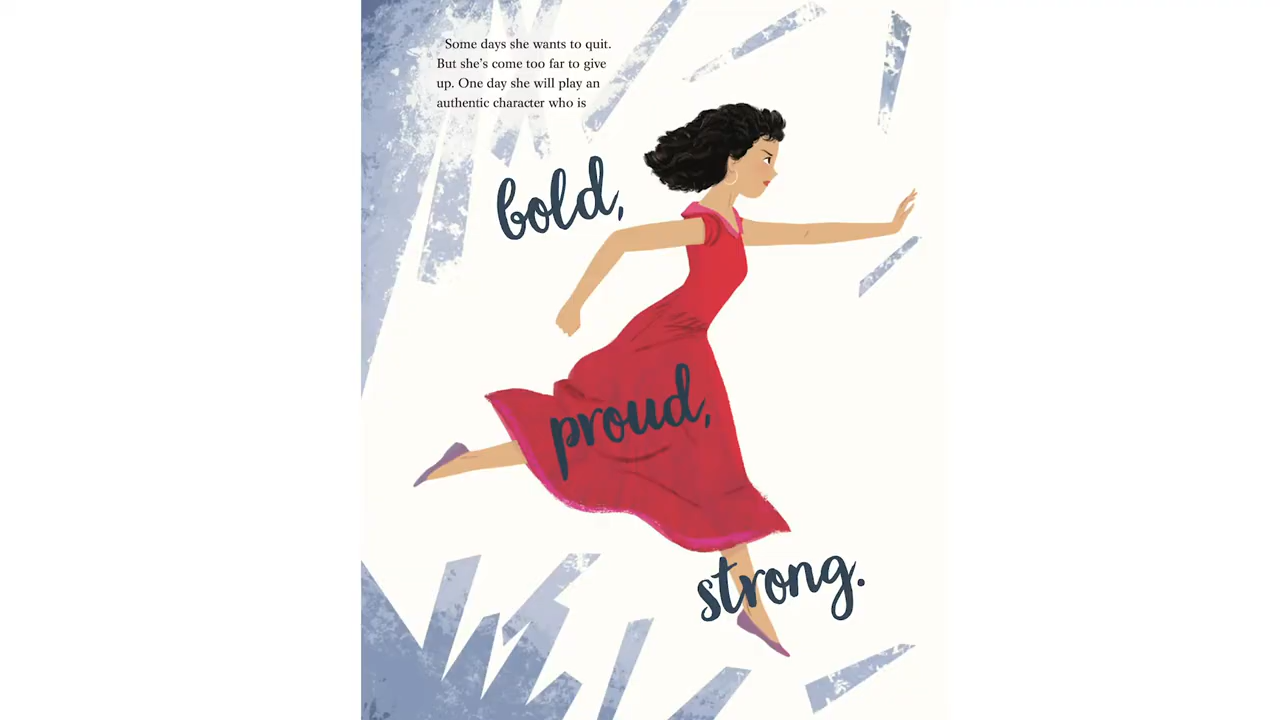 Some days she wants to quit.
But she's come too far to give
up. One day she will play an
authentic character who is
bold,
proud,
strong.